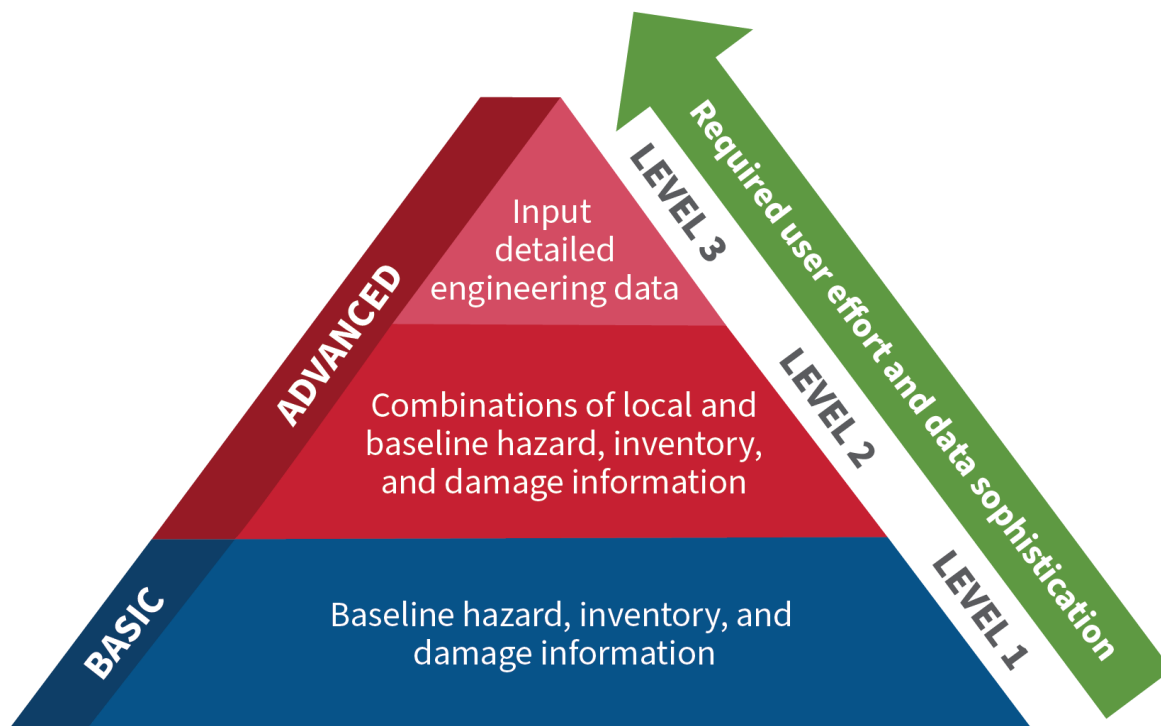 Input
detailed
engineering data
LEVEL 3
ADVANCED
Combinations of local and
baseline hazard, inventory,
and damage information
LEVEL 2
BASIC
Baseline hazard, inventory, and
damage information
LEVEL 1
Required user effort and data sophistication